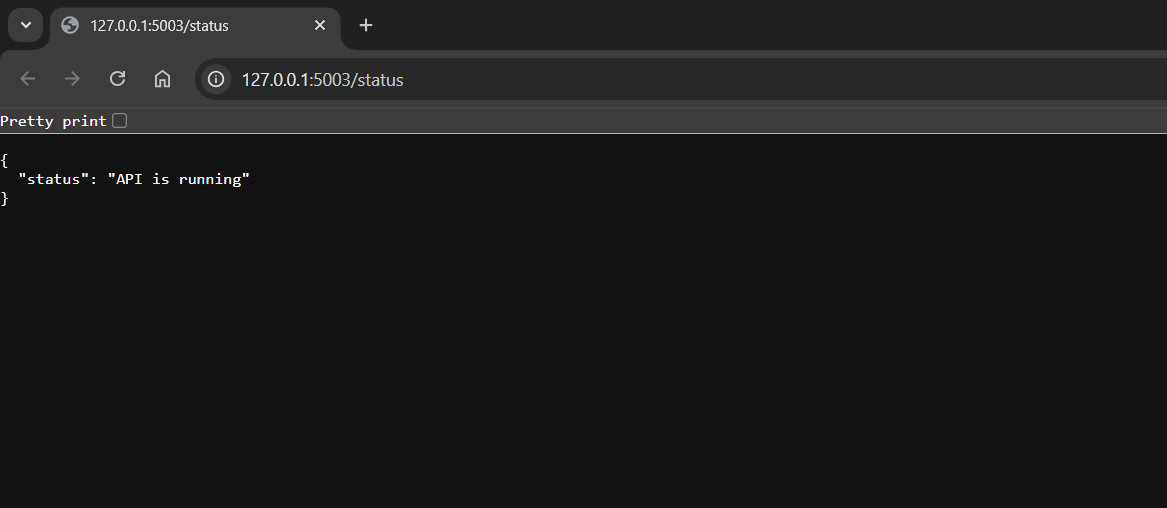 127.0.0.1:5003/status
127.0.0.1:5003/status
Pretty print
{
  "status": "API is running"
}